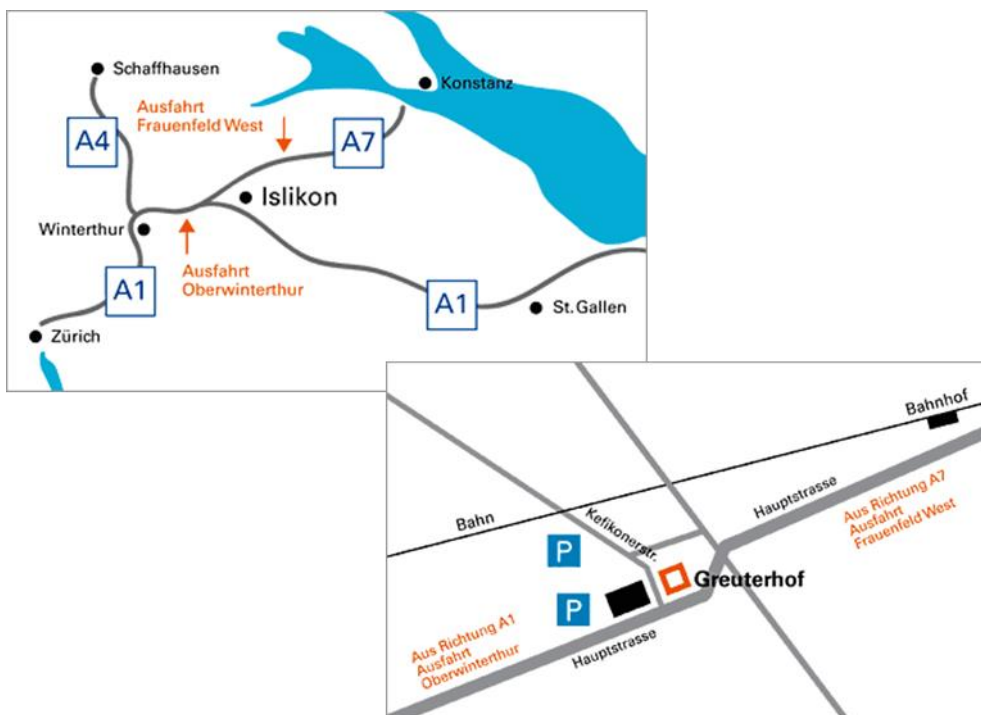 Schaffhausen
Konstanz
Ausfahrt
Frauenfeld West
A4
A7
Islikon
Winterthur
Ausfahrt
Oberwinterthur
A1
A1
St. Gallen
Zürich
Bahnhof
Hauptstrasse
Aus Richtung A7
Ausfahrt
Frauenfeld West
Bahn
Kefikonerstr.
P
Greuterhof
P
Aus Richtung A1
Ausfahrt
Oberwinterthur
Hauptstrasse